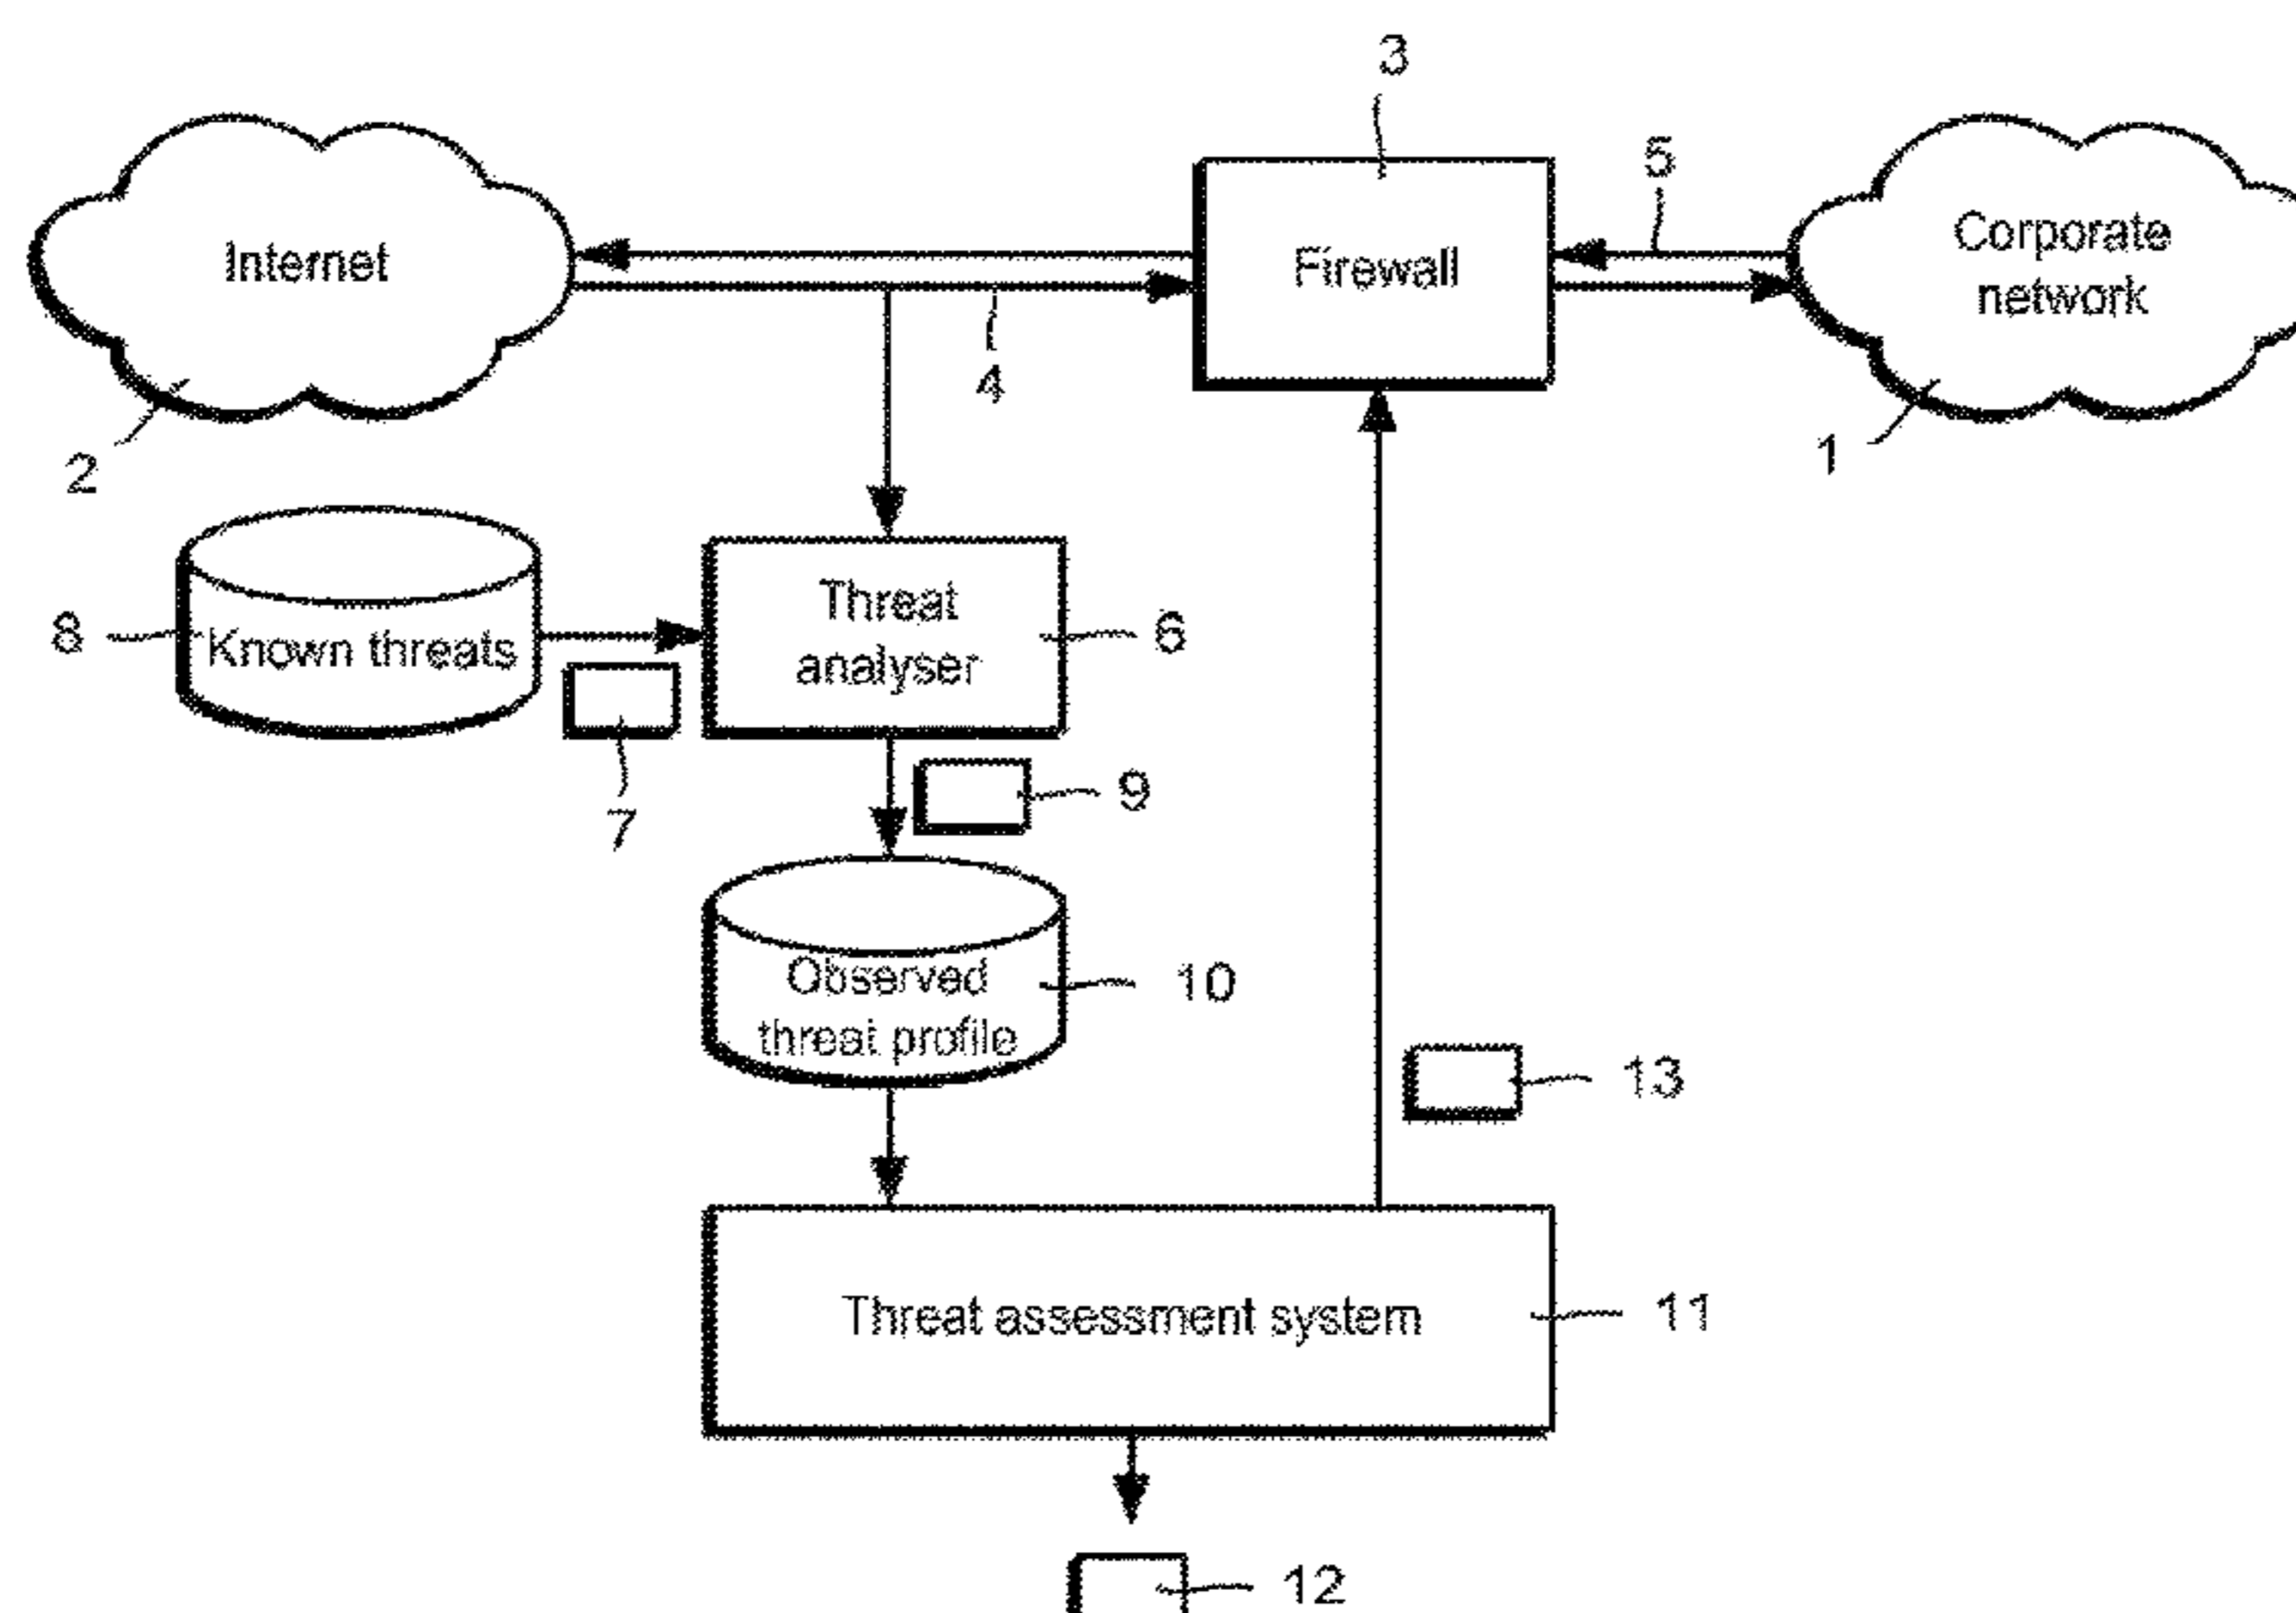 3
5
Internet
Firewall
Corporate
network
4
2
1
8
Known threats
Threat
analyser
6
7
9
Observed
threat profile
10
13
Threat assessment system
11
12